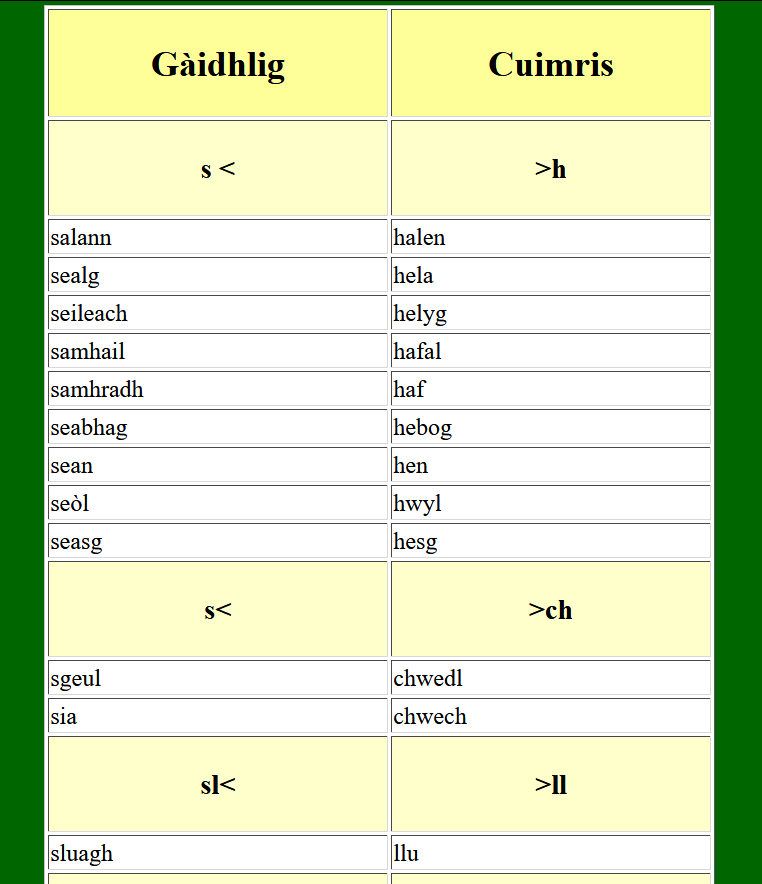 Gàidhlig Cuimris
s < >h
salann halen
sealg hela
seileach helyg
samhail hafal
samhradh haf
seabhag hebog
sean hen
seòl hwyl
seasg hesg
s< >ch
sgeul chwedl
sia chwech
sl< >ll
sluagh llu